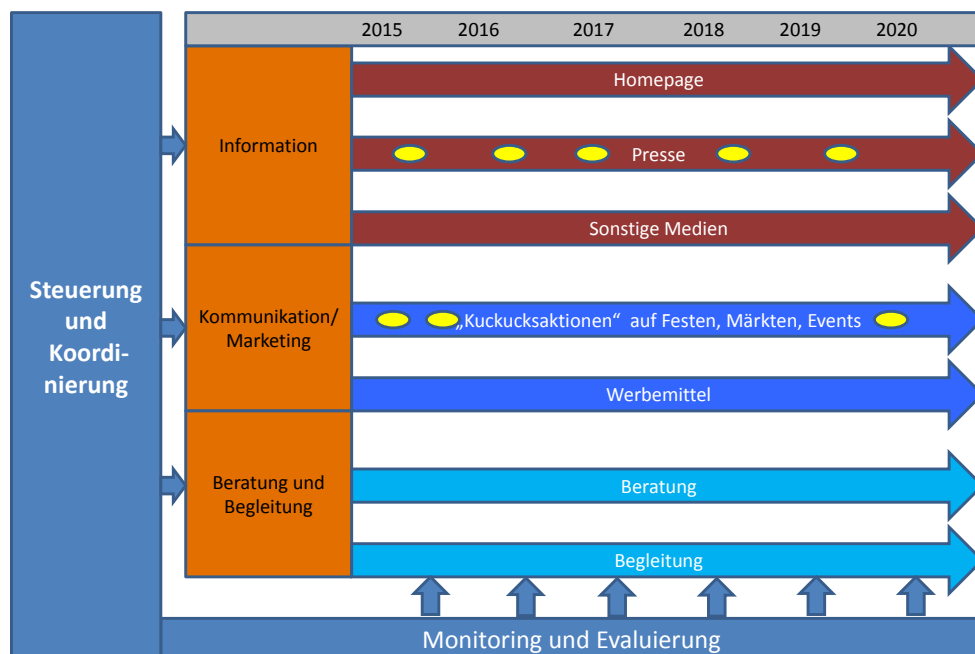 2015 2016 2017 2018 2019 2020
Steuerung
und
Koordi-
nierung
Information
Homepage
Presse
Sonstige Medien
Kommunikation/
Marketing
„Kuckucksaktionen“ auf Festen, Märkten, Events
Werbemittel
Beratung und
Begleitung
Beratung
Begleitung
Monitoring und Evaluierung